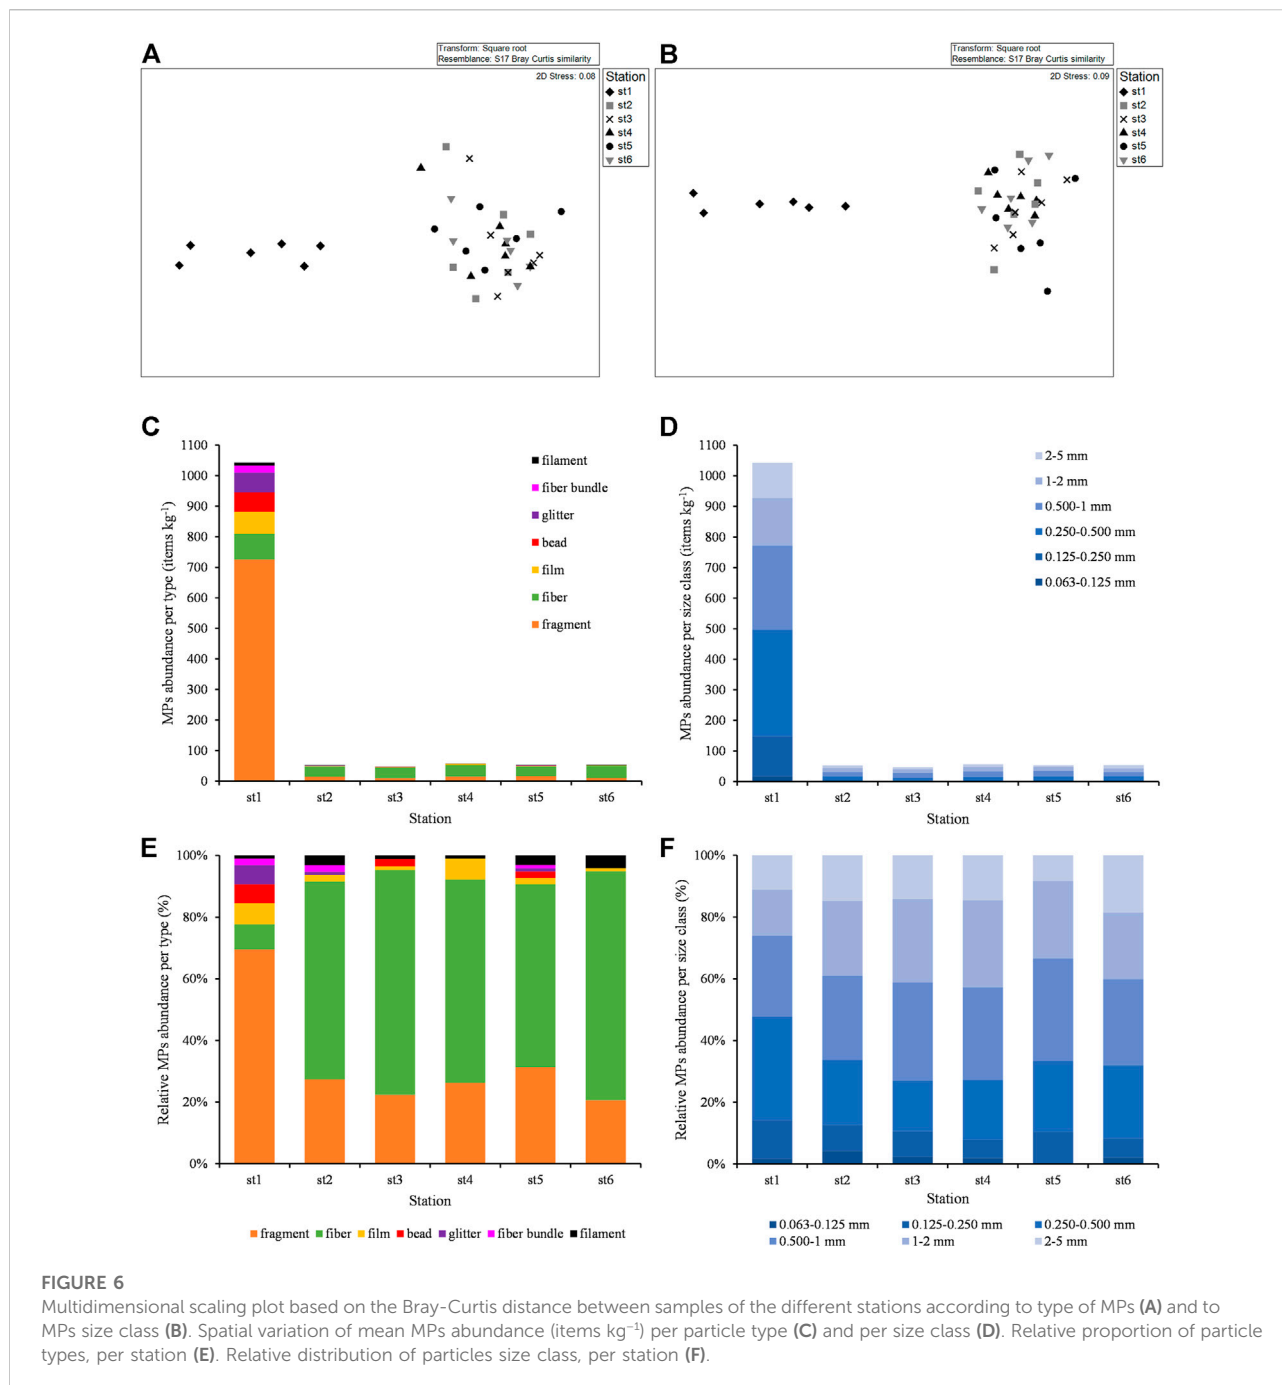 A
Transform: Square root
Resemblance: S17 Bray Curtis similarity
2D Stress: 0.08
Station
st1
st2
st3
st4
st5
st6
B
Transform: Square root
Resemblance: S17 Bray Curtis similarity
2D Stress: 0.09
Station
st1
st2
st3
st4
st5
st6
C
MPs abundance per type (items kg⁻¹)
1100
1000
900
800
700
600
500
400
300
200
100
0
filament
fiber bundle
glitter
bead
film
fiber
fragment
st1 st2 st3 st4 st5 st6
Station
D
MPs abundance per size class (items kg⁻¹)
1100
1000
900
800
700
600
500
400
300
200
100
0
2-5 mm
1-2 mm
0.500-1 mm
0.250-0.500 mm
0.125-0.250 mm
0.063-0.125 mm
st1 st2 st3 st4 st5 st6
Station
E
Relative MPs abundance per type (%)
100%
80%
60%
40%
20%
0%
st1 st2 st3 st4 st5 st6
Station
fragment fiber film bead glitter fiber bundle filament
F
Relative MPs abundance per size class (%)
100%
80%
60%
40%
20%
0%
st1 st2 st3 st4 st5 st6
Station
0.063-0.125 mm 0.125-0.250 mm 0.250-0.500 mm
0.500-1 mm 1-2 mm 2-5 mm
FIGURE 6
Multidimensional scaling plot based on the Bray-Curtis distance between samples of the different stations according to type of MPs (A) and to
MPs size class (B). Spatial variation of mean MPs abundance (items kg⁻¹) per particle type (C) and per size class (D). Relative proportion of particle
types, per station (E). Relative distribution of particles size class, per station (F).